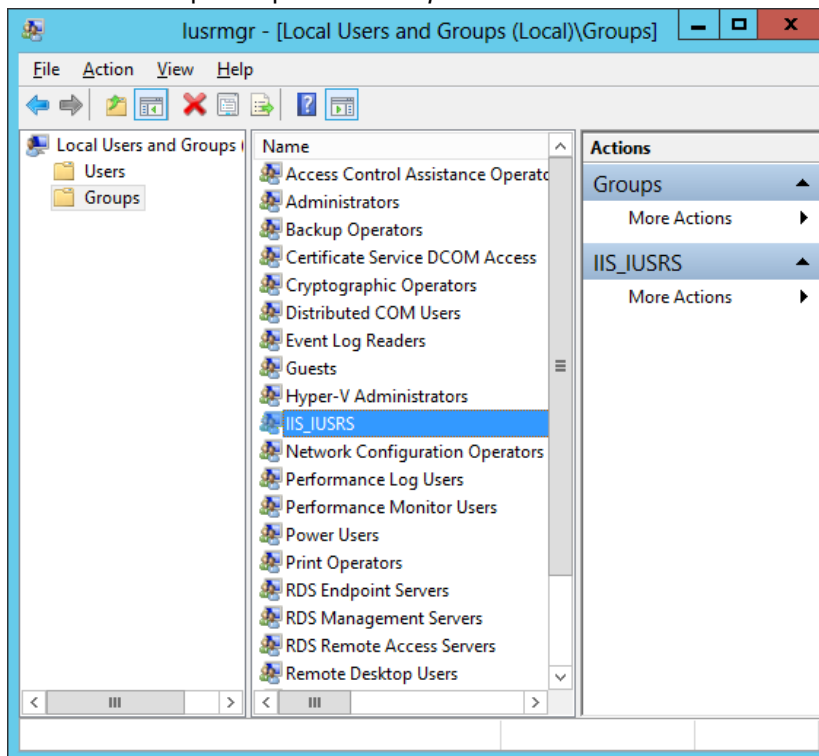 lusrmgr - [Local Users and Groups (Local)\Groups]
File Action View Help
Local Users and Groups (
Users
Groups
Name
Access Control Assistance Operato
Administrators
Backup Operators
Certificate Service DCOM Access
Cryptographic Operators
Distributed COM Users
Event Log Readers
Guests
Hyper-V Administrators
IIS_IUSRS
Network Configuration Operators
Performance Log Users
Performance Monitor Users
Power Users
Print Operators
RDS Endpoint Servers
RDS Management Servers
RDS Remote Access Servers
Remote Desktop Users
Actions
Groups
More Actions
IIS_IUSRS
More Actions